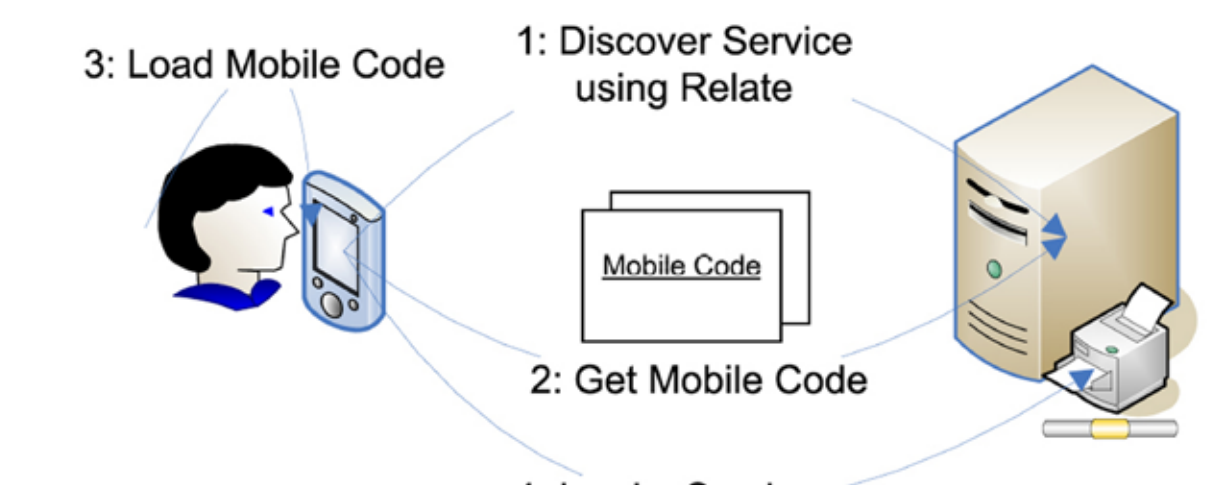 3: Load Mobile Code
1: Discover Service
using Relate
Mobile Code
2: Get Mobile Code